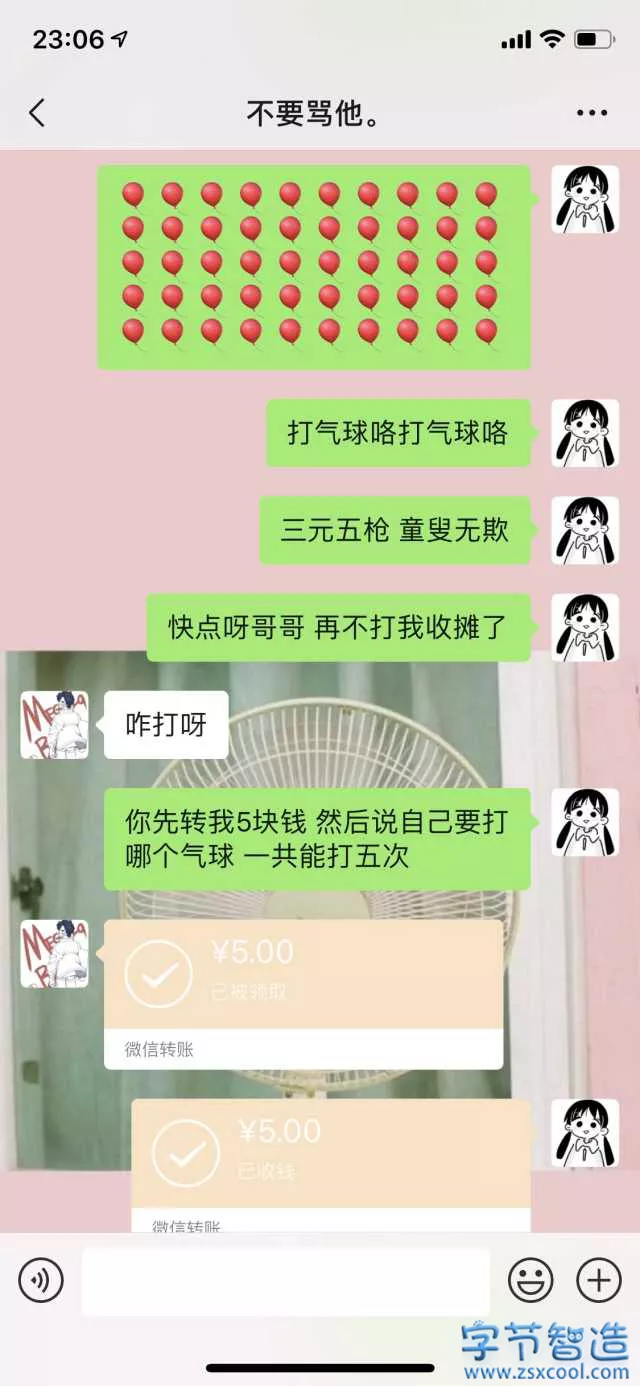 23:06
不要骂他。
🎈🎈🎈🎈🎈🎈🎈🎈🎈🎈
🎈🎈🎈🎈🎈🎈🎈🎈🎈🎈
🎈🎈🎈🎈🎈🎈🎈🎈🎈🎈
🎈🎈🎈🎈🎈🎈🎈🎈🎈🎈
🎈🎈🎈🎈🎈🎈🎈🎈🎈🎈
打气球咯打气球咯
三元五枪 童叟无欺
快点呀哥哥 再不打我收摊了
咋打呀
你先转我5块钱 然后说自己要打
哪个气球 一共能打五次
¥5.00
已被领取
微信转账
¥5.00
已收钱
微信转账
字节智造
www.zsxcool.com